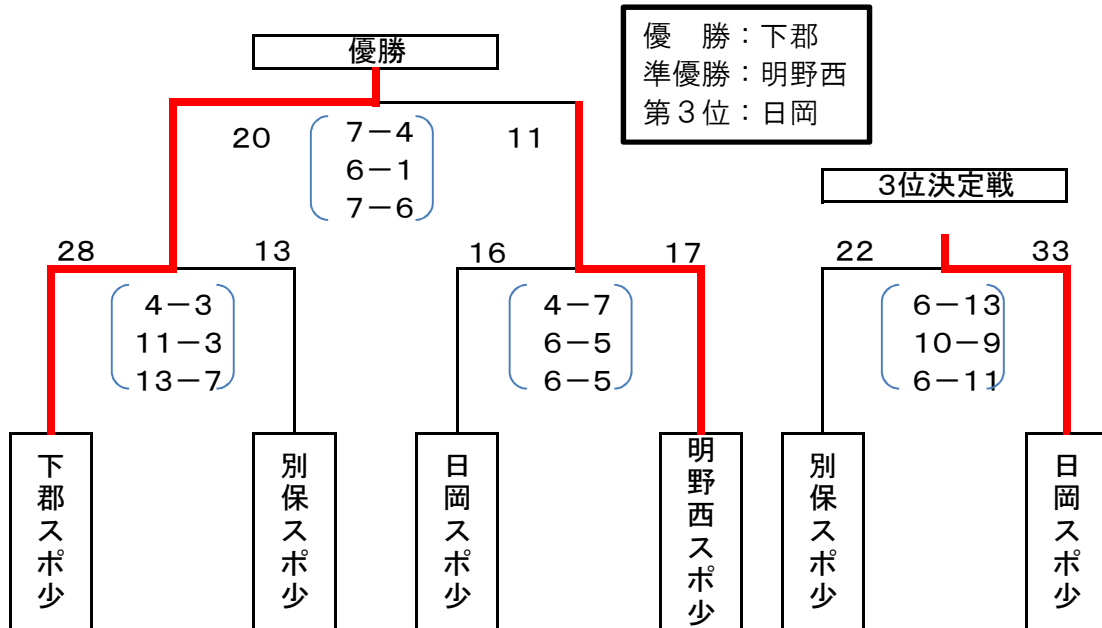 優勝
優　勝：下郡
準優勝：明野西
第３位：日岡
20
7－4
6－1
7－6
11
3位決定戦
28
4－3
11－3
13－7
13
16
4－7
6－5
6－5
17
22
6－13
10－9
6－11
33
下郡スポ少
別保スポ少
日岡スポ少
明野西スポ少
別保スポ少
日岡スポ少